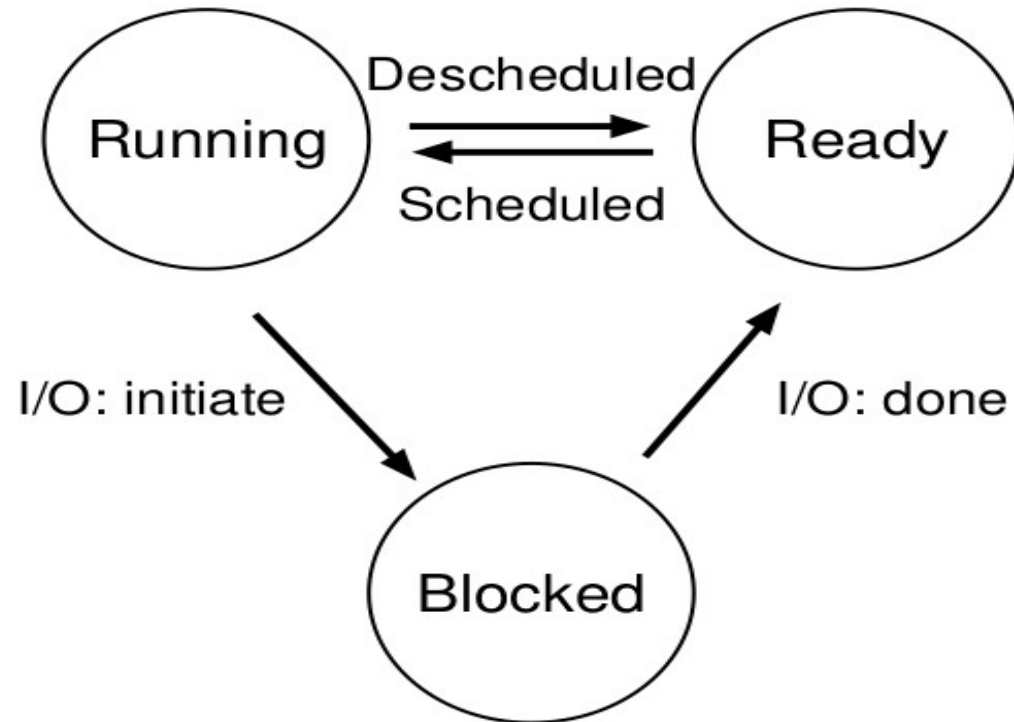 Descheduled
Running
Ready
Scheduled
I/O: initiate
I/O: done
Blocked